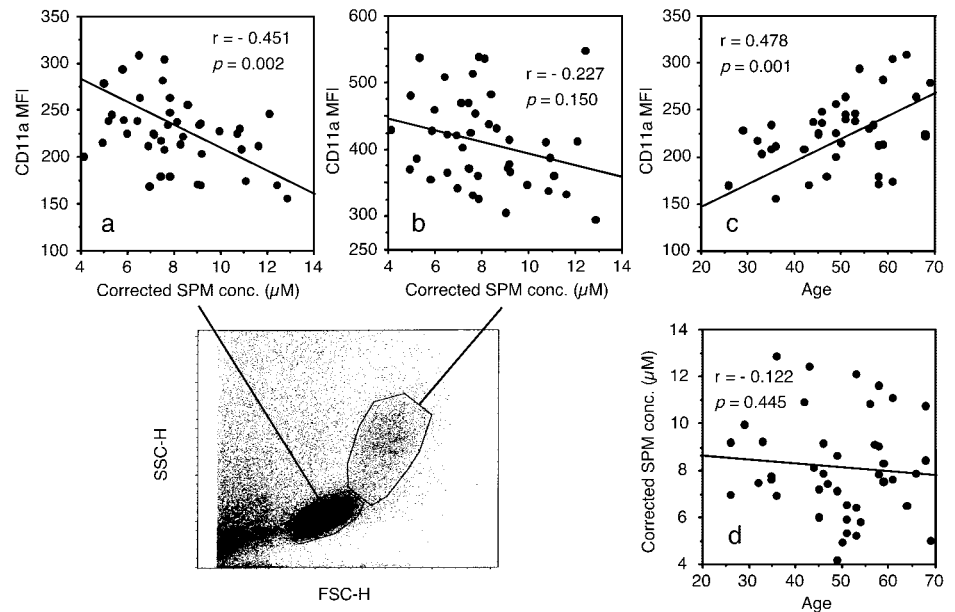 350
300
250
200
150
100
CD11a MFI
r = - 0.451
p = 0.002
a
4 6 8 10 12 14
Corrected SPM conc. (µM)
600
500
400
300
250
CD11a MFI
r = - 0.227
p = 0.150
b
4 6 8 10 12 14
Corrected SPM conc. (µM)
350
300
250
200
150
100
CD11a MFI
r = 0.478
p = 0.001
c
20 30 40 50 60 70
Age
SSC-H
FSC-H
14
12
10
8
6
4
Corrected SPM conc. (µM)
r = - 0.122
p = 0.445
d
20 30 40 50 60 70
Age